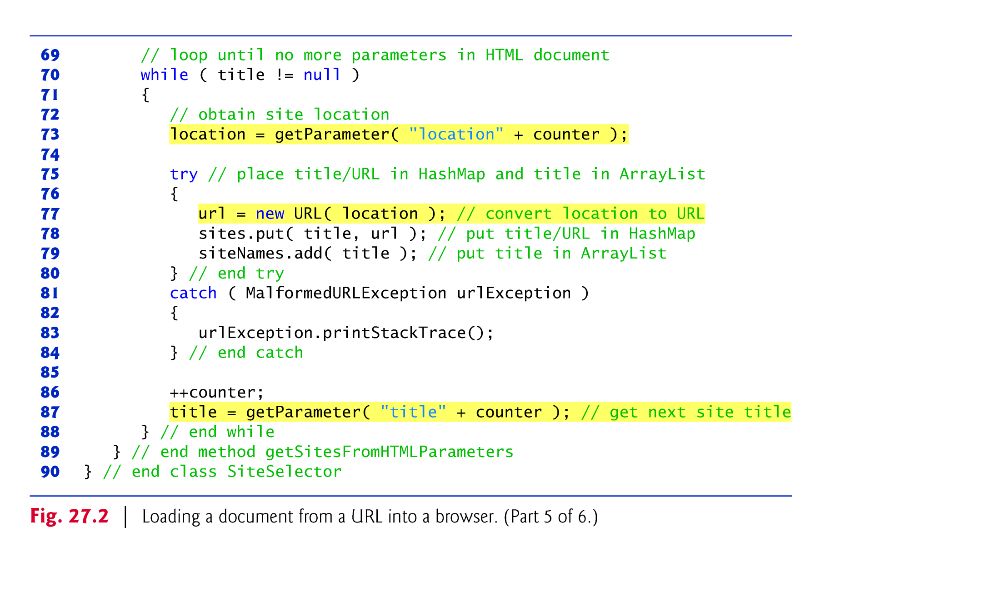 69 // loop until no more parameters in HTML document
70 while ( title != null )
71 {
72 // obtain site location
73 location = getParameter( "location" + counter );
74
75 try // place title/URL in HashMap and title in ArrayList
76 {
77 url = new URL( location ); // convert location to URL
78 sites.put( title, url ); // put title/URL in HashMap
79 siteNames.add( title ); // put title in ArrayList
80 } // end try
81 catch ( MalformedURLException urlException )
82 {
83 urlException.printStackTrace();
84 } // end catch
85
86 ++counter;
87 title = getParameter( "title" + counter ); // get next site title
88 } // end while
89 } // end method getSitesFromHTMLParameters
90 } // end class SiteSelector
Fig. 27.2 | Loading a document from a URL into a browser. (Part 5 of 6.)